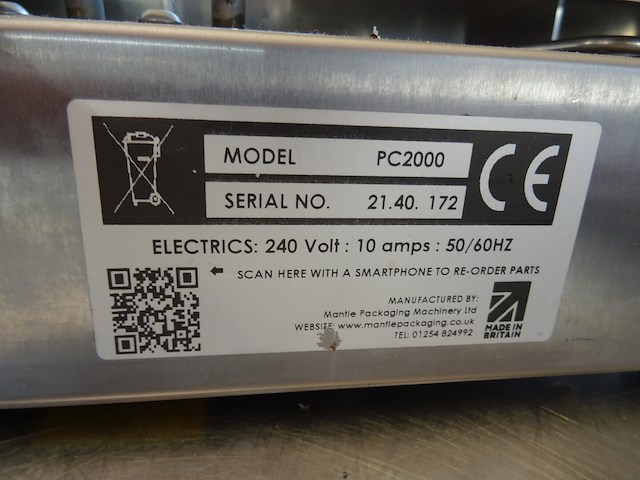 MODEL PC2000
SERIAL NO. 21.40. 172
CE
ELECTRICS: 240 Volt : 10 amps : 50/60HZ
SCAN HERE WITH A SMARTPHONE TO RE-ORDER PARTS
MANUFACTURED BY:
Mantle Packaging Machinery Ltd
WEBSITE: www.mantlepackaging.co.uk
TEL: 01254 824992
MADE IN
BRITAIN